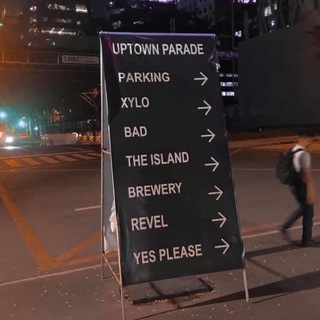 UPTOWN PARADE
PARKING →
XYLO →
BAD →
THE ISLAND →
BREWERY →
REVEL →
YES PLEASE →